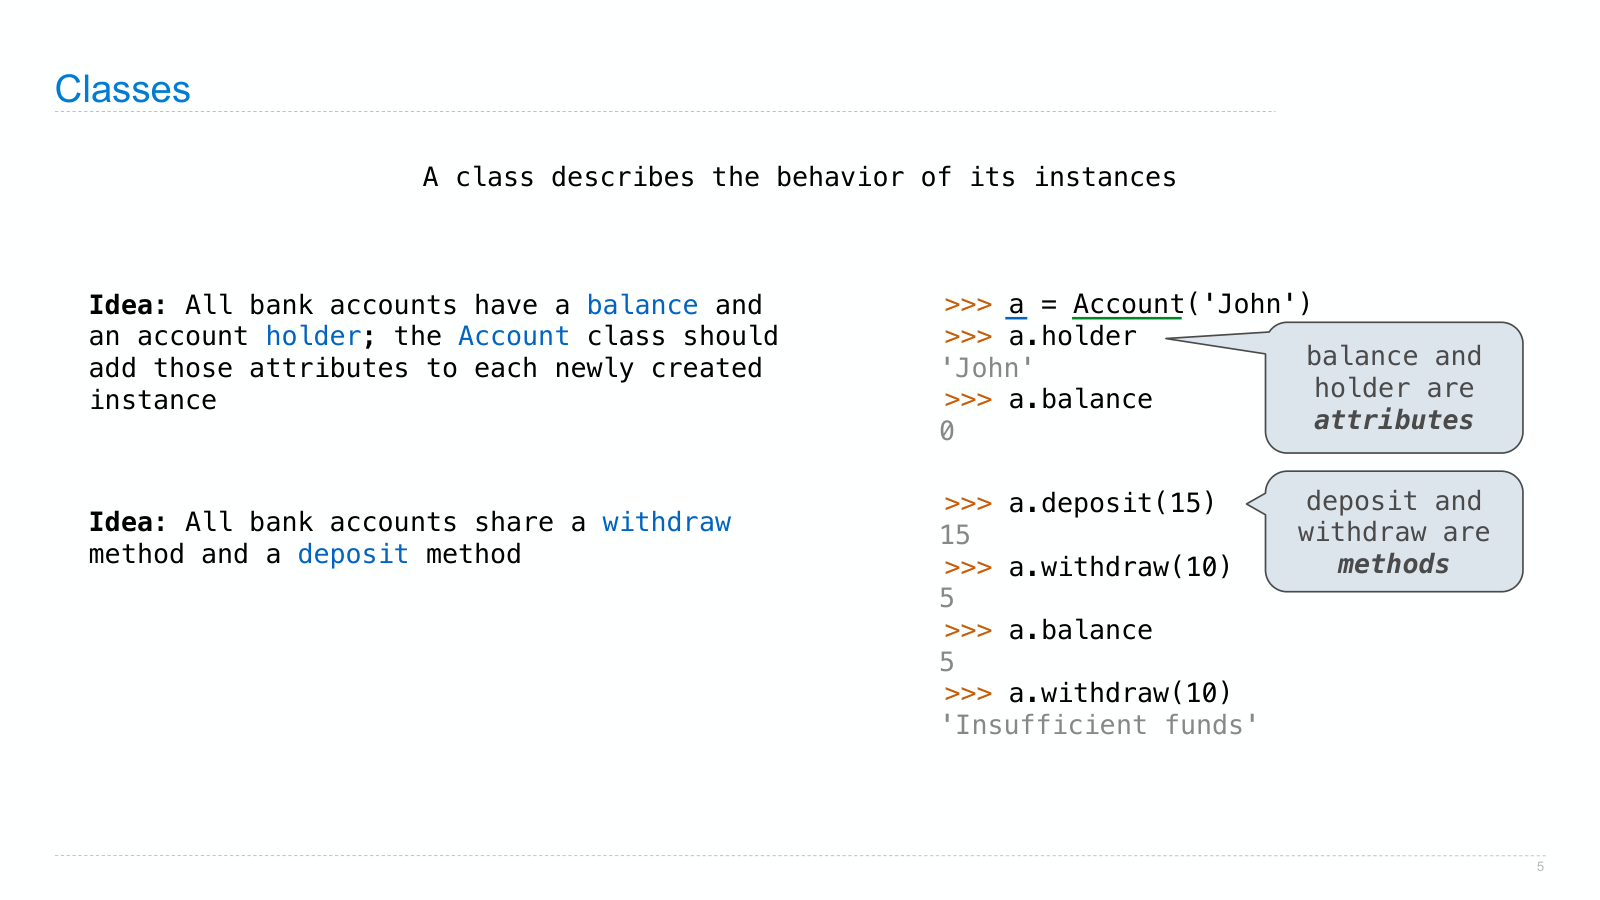 Classes
A class describes the behavior of its instances
Idea: All bank accounts have a balance and
an account holder; the Account class should
add those attributes to each newly created
instance
Idea: All bank accounts share a withdraw
method and a deposit method
>>> a = Account('John')
>>> a.holder
'John'
>>> a.balance
0
balance and
holder are
attributes
>>> a.deposit(15)
15
>>> a.withdraw(10)
5
>>> a.balance
5
>>> a.withdraw(10)
'Insufficient funds'
deposit and
withdraw are
methods
5